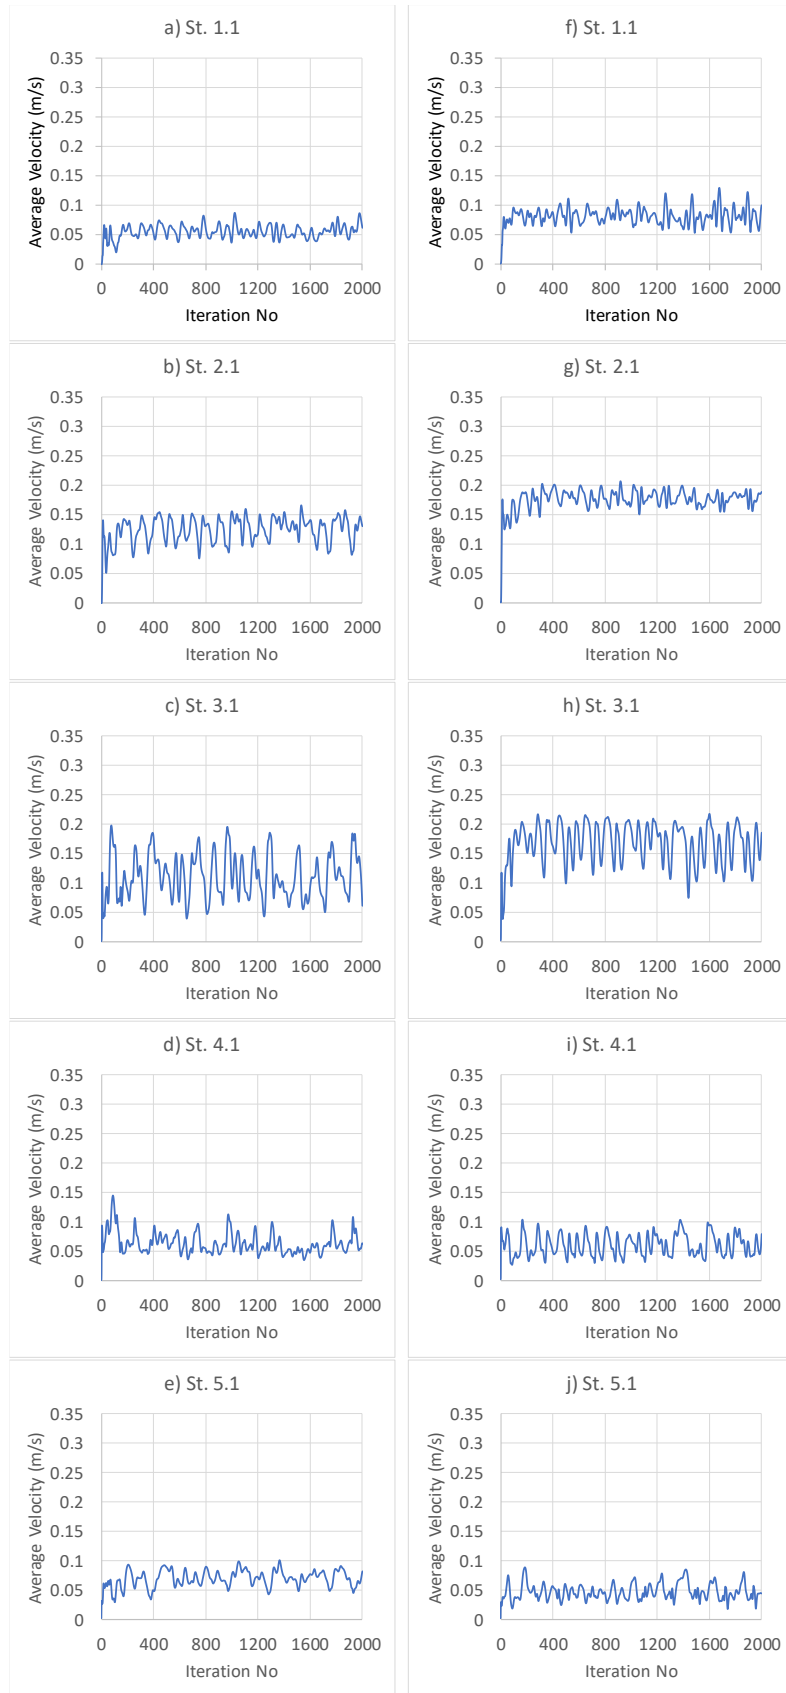 a) St. 1.1
Average Velocity (m/s)
0.35
0.3
0.25
0.2
0.15
0.1
0.05
0
0 400 800 1200 1600 2000
Iteration No
f) St. 1.1
Average Velocity (m/s)
0.35
0.3
0.25
0.2
0.15
0.1
0.05
0
0 400 800 1200 1600 2000
Iteration No
b) St. 2.1
Average Velocity (m/s)
0.35
0.3
0.25
0.2
0.15
0.1
0.05
0
0 400 800 1200 1600 2000
Iteration No
g) St. 2.1
Average Velocity (m/s)
0.35
0.3
0.25
0.2
0.15
0.1
0.05
0
0 400 800 1200 1600 2000
Iteration No
c) St. 3.1
Average Velocity (m/s)
0.35
0.3
0.25
0.2
0.15
0.1
0.05
0
0 400 800 1200 1600 2000
Iteration No
h) St. 3.1
Average Velocity (m/s)
0.35
0.3
0.25
0.2
0.15
0.1
0.05
0
0 400 800 1200 1600 2000
Iteration No
d) St. 4.1
Average Velocity (m/s)
0.35
0.3
0.25
0.2
0.15
0.1
0.05
0
0 400 800 1200 1600 2000
Iteration No
i) St. 4.1
Average Velocity (m/s)
0.35
0.3
0.25
0.2
0.15
0.1
0.05
0
0 400 800 1200 1600 2000
Iteration No
e) St. 5.1
Average Velocity (m/s)
0.35
0.3
0.25
0.2
0.15
0.1
0.05
0
0 400 800 1200 1600 2000
Iteration No
j) St. 5.1
Average Velocity (m/s)
0.35
0.3
0.25
0.2
0.15
0.1
0.05
0
0 400 800 1200 1600 2000
Iteration No